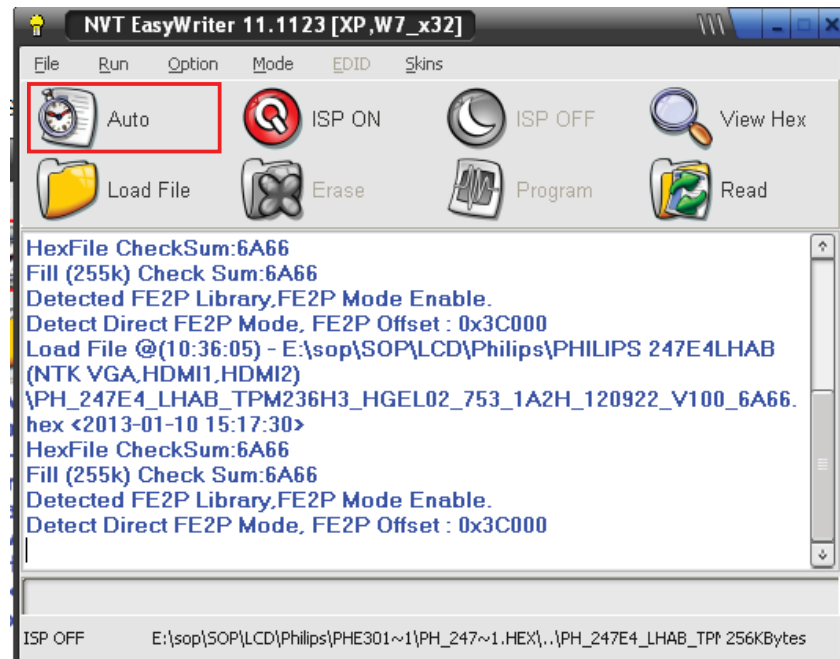 NVT EasyWriter 11.1123 [XP,W7_x32]
File Run Option Mode EDID Skins
Auto ISP ON ISP OFF View Hex
Load File Erase Program Read
HexFile CheckSum:6A66
Fill (255k) Check Sum:6A66
Detected FE2P Library,FE2P Mode Enable.
Detect Direct FE2P Mode, FE2P Offset : 0x3C000
Load File @(10:36:05) - E:\sop\SOP\LCD\Philips\PHILIPS 247E4LHAB
(NTK VGA,HDMI1,HDMI2)
\PH_247E4_LHAB_TPM236H3_HGEL02_753_1A2H_120922_V100_6A66.
hex <2013-01-10 15:17:30>
HexFile CheckSum:6A66
Fill (255k) Check Sum:6A66
Detected FE2P Library,FE2P Mode Enable.
Detect Direct FE2P Mode, FE2P Offset : 0x3C000
ISP OFF E:\sop\SOP\LCD\Philips\PHE301~1\PH_247~1.HEX\..\PH_247E4_LHAB_TPM 256KBytes